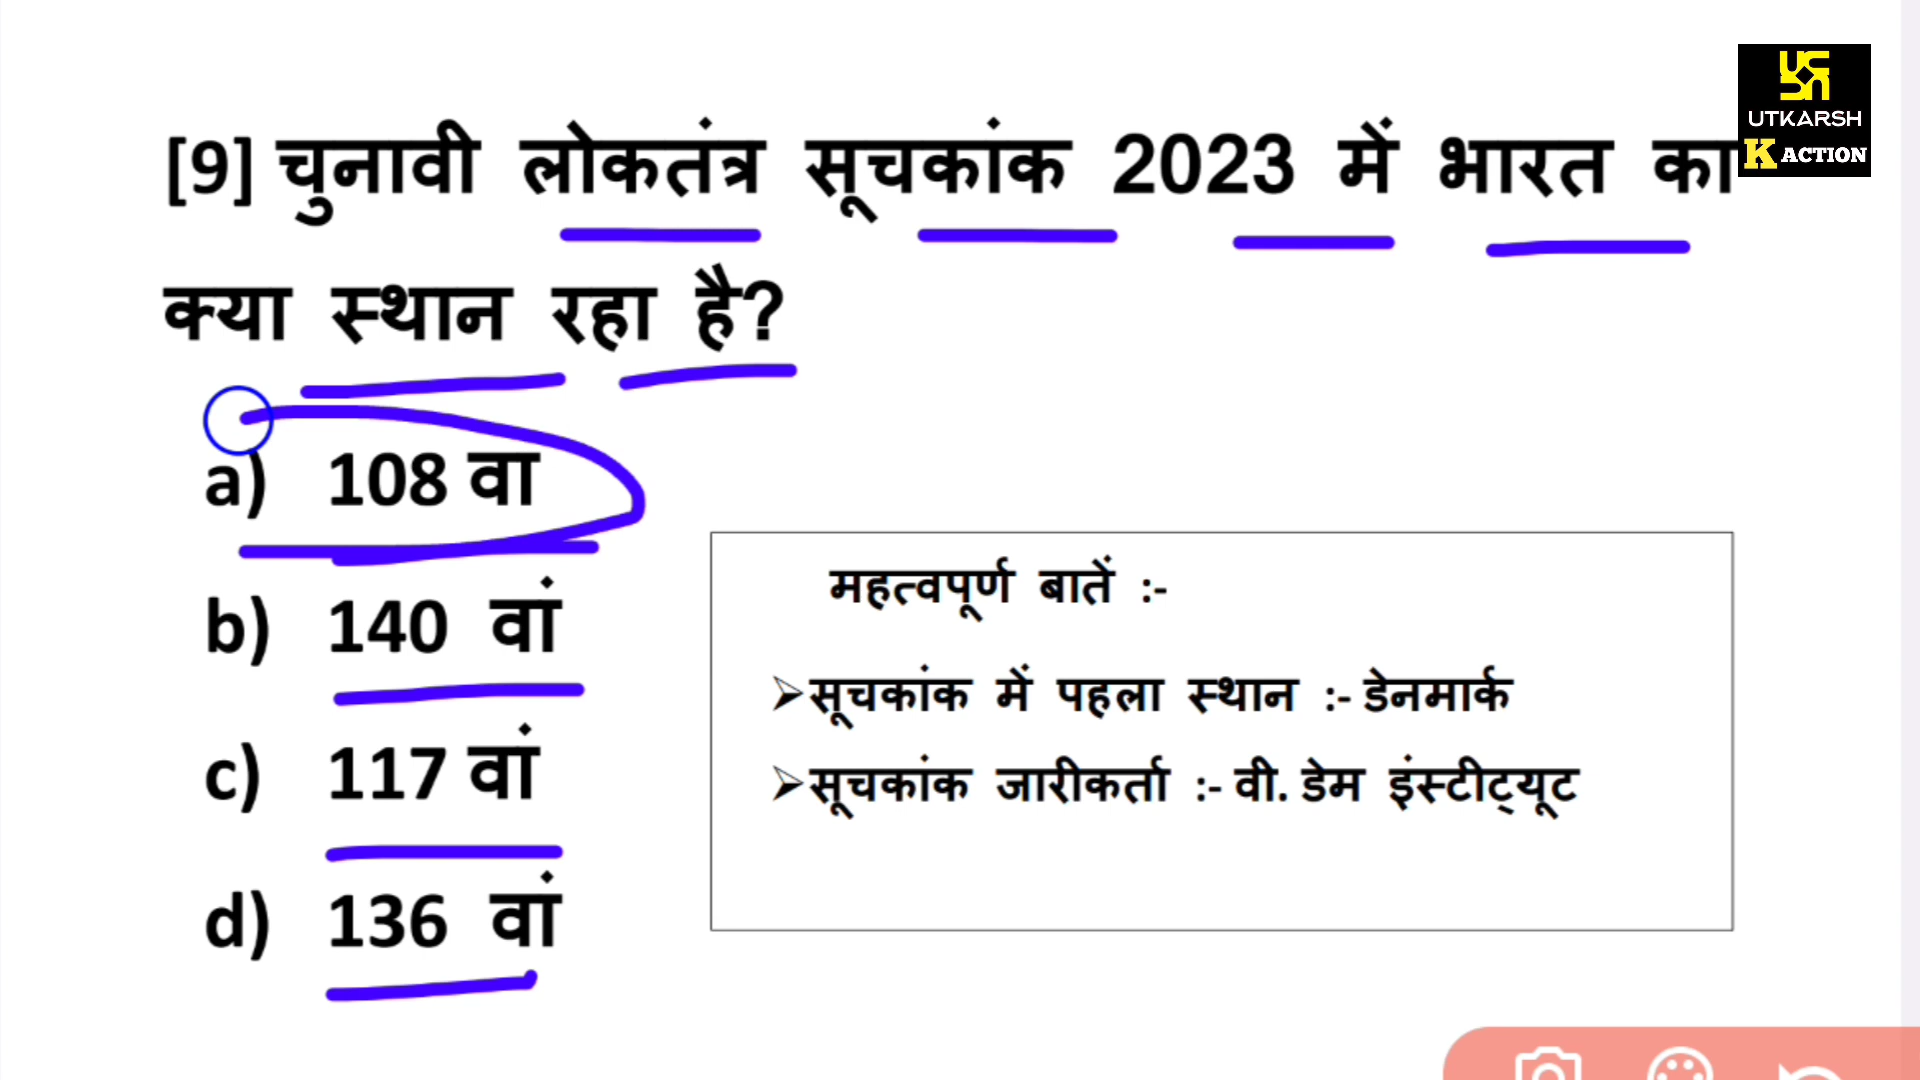 [9] चुनावी लोकतंत्र सूचकांक 2023 में भारत का
क्या स्थान रहा है?
a) 108 वा
b) 140 वां
c) 117 वां
d) 136 वां
महत्वपूर्ण बातें :-
➢सूचकांक में पहला स्थान :- डेनमार्क
➢सूचकांक जारीकर्ता :- वी. डेम इंस्टीट्यूट
UTKARSH
K ACTION